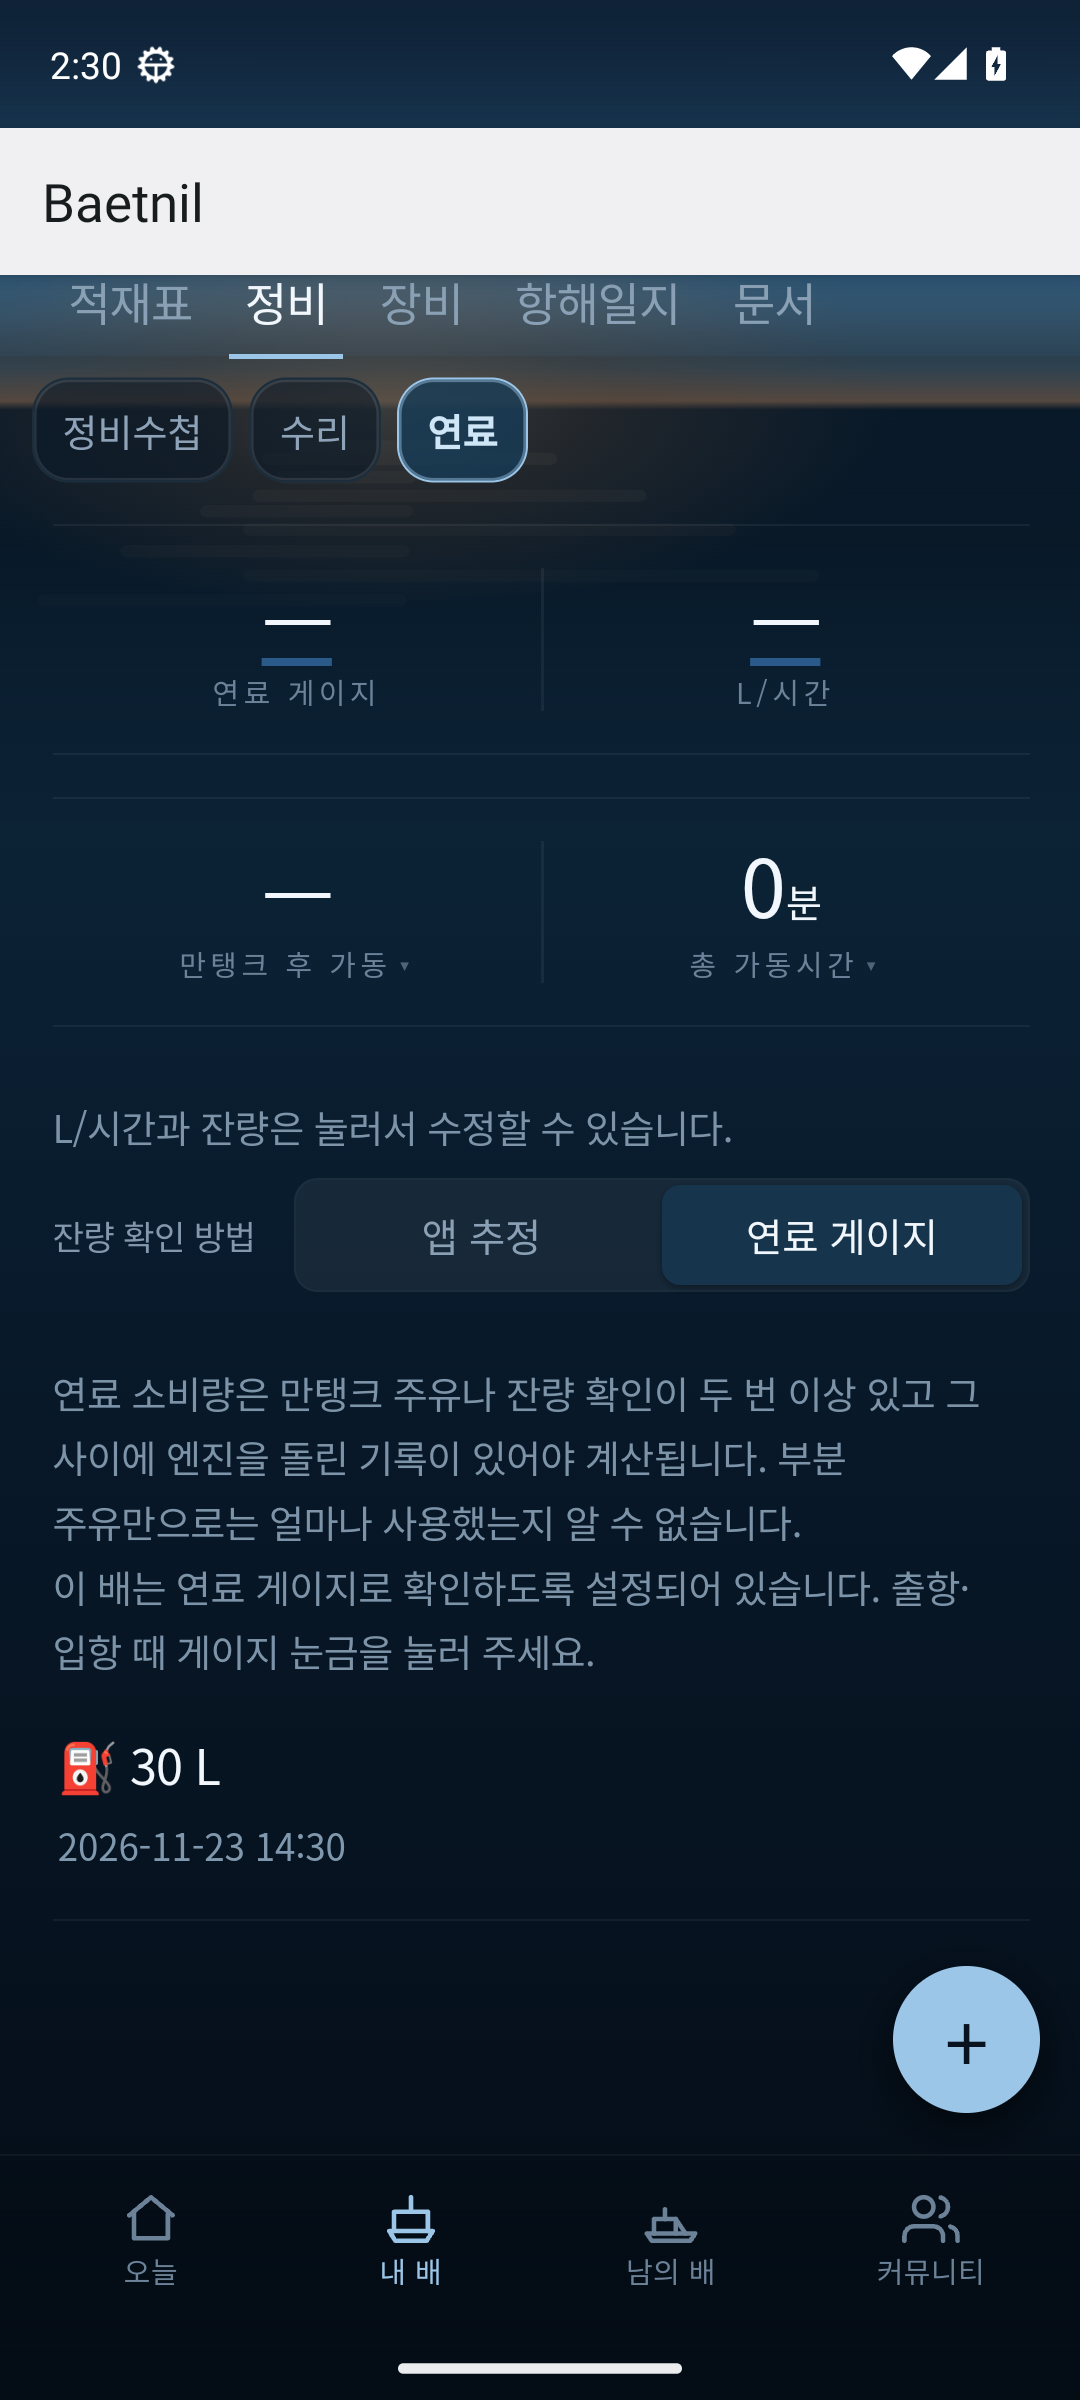 2:30
Baetnil
적재표 정비 장비 항해일지 문서
정비수첩 수리 연료
— —
연료 게이지 L/시간
— 0분
만탱크 후 가동 ▾ 총 가동시간 ▾
L/시간과 잔량은 눌러서 수정할 수 있습니다.
잔량 확인 방법 앱 추정 연료 게이지
연료 소비량은 만탱크 주유나 잔량 확인이 두 번 이상 있고 그
사이에 엔진을 돌린 기록이 있어야 계산됩니다. 부분
주유만으로는 얼마나 사용했는지 알 수 없습니다.
이 배는 연료 게이지로 확인하도록 설정되어 있습니다. 출항·
입항 때 게이지 눈금을 눌러 주세요.
⛽ 30 L
2026-11-23 14:30
+
오늘 내 배 남의 배 커뮤니티